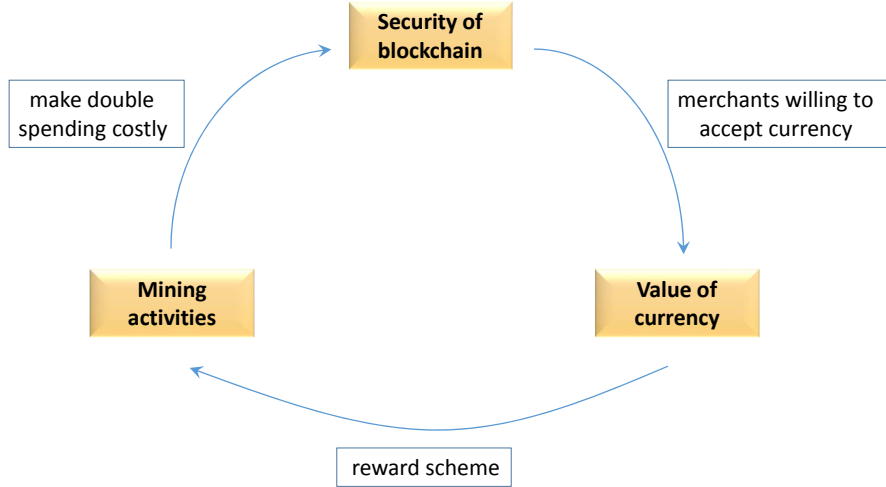 Security of
blockchain
make double
spending costly
merchants willing to
accept currency
Mining
activities
Value of
currency
reward scheme